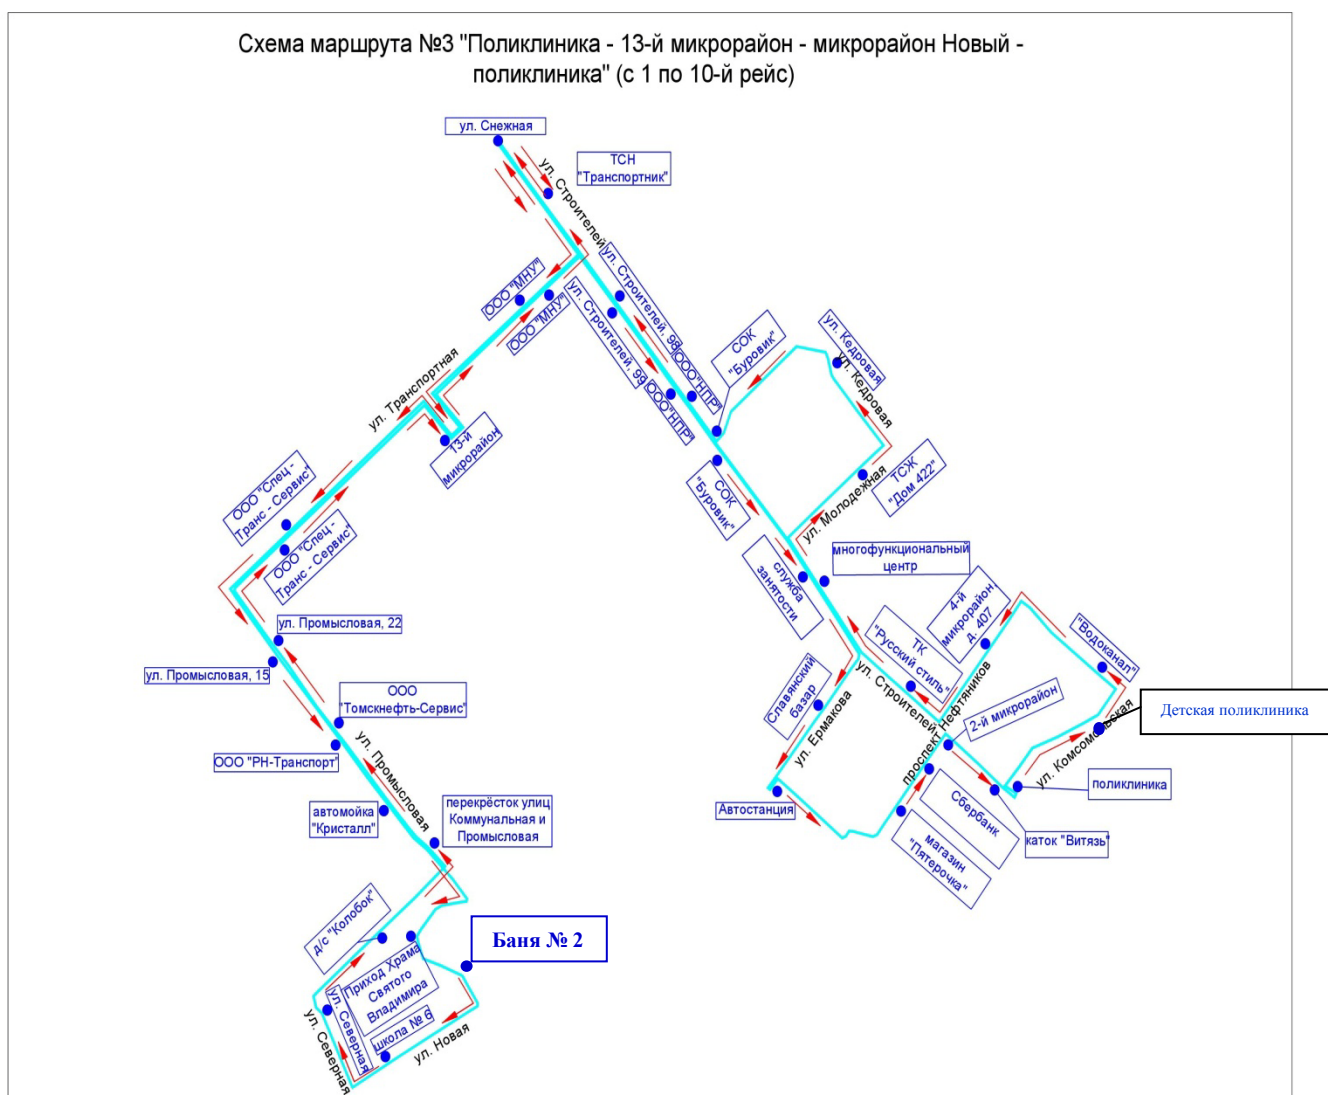 Схема маршрута №3 "Поликлиника - 13-й микрорайон - микрорайон Новый -
поликлиника" (с 1 по 10-й рейс)
ул. Снежная
ТСН
"Транспортник"
ул. Строителей
ООО "МНУ"
ООО "МНУ"
ул. Строителей, 98
ул. Строителей, 99
ООО"НПР"
ООО"НПР"
СОК
"Буровик"
ул. Кедровая
ул. Кедровая
ул. Транспортная
13-й
микрорайон
СОК
"Буровик"
ТСЖ
"Дом 422"
ул. Молодежная
ООО "Спец -
Транс - Сервис"
ООО "Спец -
Транс - Сервис"
многофункциональный
центр
служба
занятости
4-й
микрорайон,
д. 407
"Водоканал"
ТК
"Русский стиль"
ул. Промысловая, 22
ул. Промысловая, 15
Славянский
базар
ул. Строителей
проспект Нефтяников
2-й микрорайон
Детская поликлиника
ул. Комсомольская
ООО
"Томскнефть-Сервис"
ул. Ермакова
ООО "РН-Транспорт"
ул. Промысловая
поликлиника
Автостанция
Сбербанк
магазин
"Пятерочка"
каток "Витязь"
автомойка
"Кристалл"
перекрёсток улиц
Коммунальная и
Промысловая
д/с "Колобок"
Баня № 2
Приход Храма
Святого
Владимира
ул. Северная
ул. Северная
школа № 6
ул. Новая